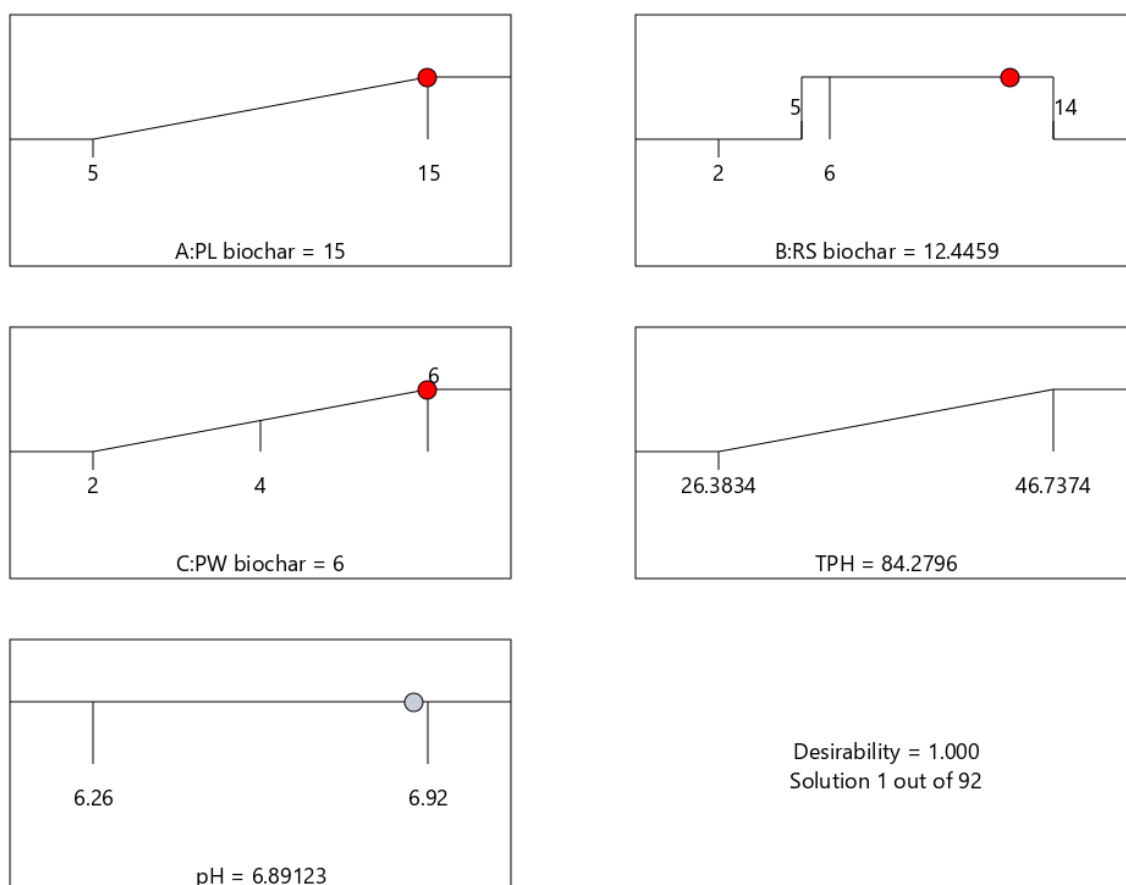 5
15
A:PL biochar = 15
5
14
2
6
B:RS biochar = 12.4459
6
2
4
C:PW biochar = 6
26.3834
46.7374
TPH = 84.2796
6.26
6.92
pH = 6.89123
Desirability = 1.000
Solution 1 out of 92